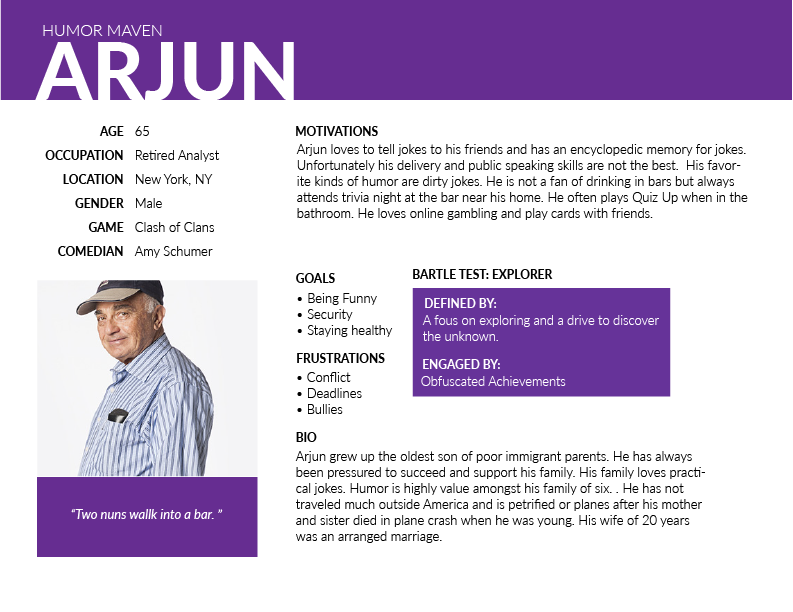 HUMOR MAVEN
ARJUN
AGE 65
OCCUPATION Retired Analyst
LOCATION New York, NY
GENDER Male
GAME Clash of Clans
COMEDIAN Amy Schumer
“Two nuns wallk into a bar. ”
MOTIVATIONS
Arjun loves to tell jokes to his friends and has an encyclopedic memory for jokes.
Unfortunately his delivery and public speaking skills are not the best.  His favor-
ite kinds of humor are dirty jokes. He is not a fan of drinking in bars but always
attends trivia night at the bar near his home. He often plays Quiz Up when in the
bathroom. He loves online gambling and play cards with friends.
GOALS
• Being Funny
• Security
• Staying healthy
FRUSTRATIONS
• Conflict
• Deadlines
• Bullies
BARTLE TEST: EXPLORER
DEFINED BY:
A fous on exploring and a drive to discover
the unknown.
ENGAGED BY:
Obfuscated Achievements
BIO
Arjun grew up the oldest son of poor immigrant parents. He has always
been pressured to succeed and support his family. His family loves practi-
cal jokes. Humor is highly value amongst his family of six. . He has not
traveled much outside America and is petrified or planes after his mother
and sister died in plane crash when he was young. His wife of 20 years
was an arranged marriage.